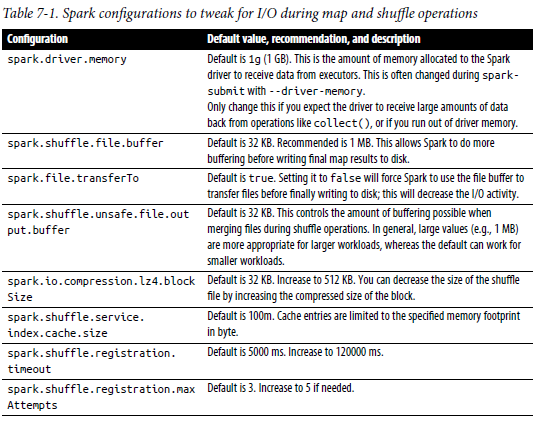 Table 7-1. Spark configurations to tweak for I/O during map and shuffle operations
Configuration Default value, recommendation, and description
spark.driver.memory Default is 1g (1 GB). This is the amount of memory allocated to the Spark
driver to receive data from executors. This is often changed during spark-
submit with --driver-memory.
Only change this if you expect the driver to receive large amounts of data
back from operations like collect(), or if you run out of driver memory.
spark.shuffle.file.buffer Default is 32 KB. Recommended is 1 MB. This allows Spark to do more
buffering before writing final map results to disk.
spark.file.transferTo Default is true. Setting it to false will force Spark to use the file buffer to
transfer files before finally writing to disk; this will decrease the I/O activity.
spark.shuffle.unsafe.file.out Default is 32 KB. This controls the amount of buffering possible when
put.buffer merging files during shuffle operations. In general, large values (e.g., 1 MB)
are more appropriate for larger workloads, whereas the default can work for
smaller workloads.
spark.io.compression.lz4.block Default is 32 KB. Increase to 512 KB. You can decrease the size of the shuffle
Size file by increasing the compressed size of the block.
spark.shuffle.service. Default is 100m. Cache entries are limited to the specified memory footprint
index.cache.size in byte.
spark.shuffle.registration. Default is 5000 ms. Increase to 120000 ms.
timeout
spark.shuffle.registration.max Default is 3. Increase to 5 if needed.
Attempts